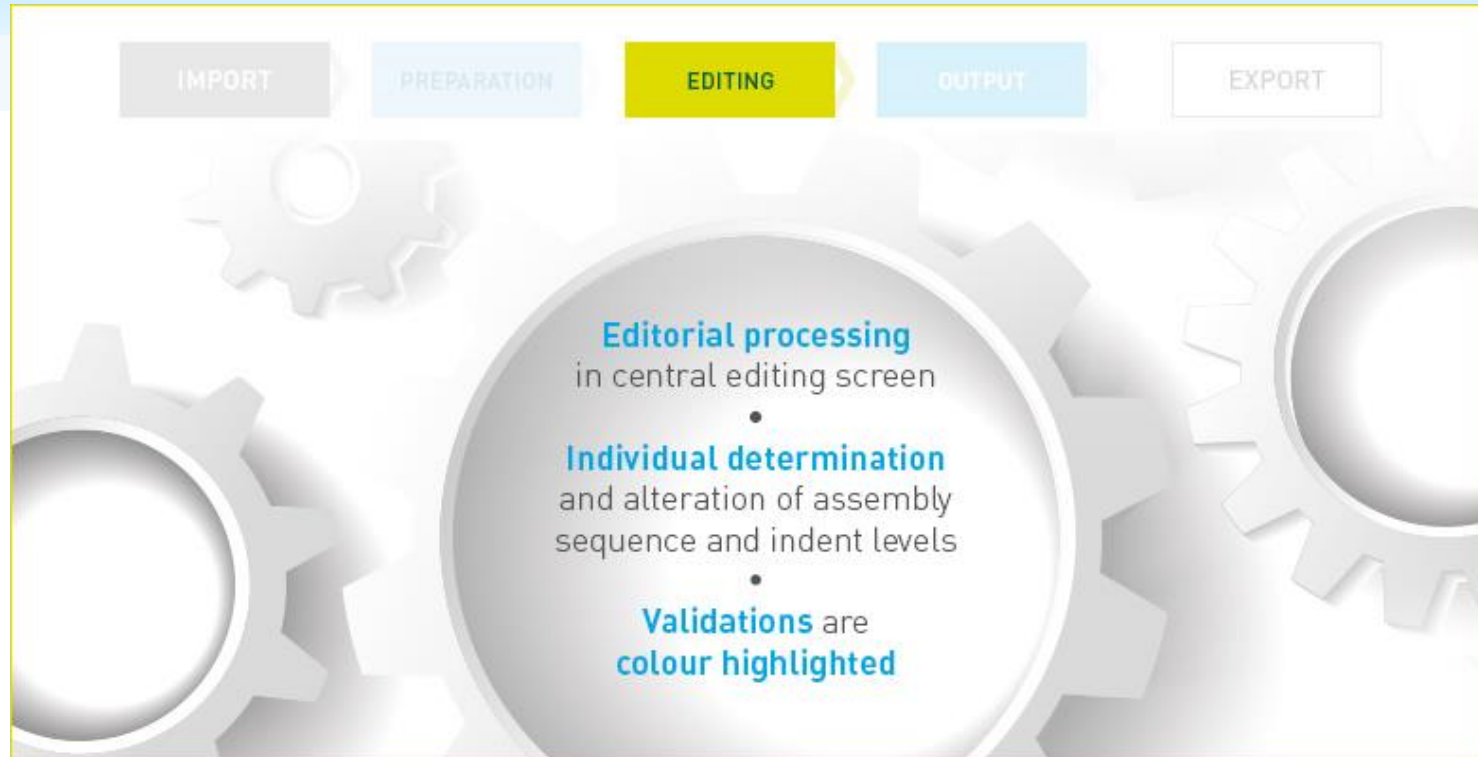 IMPORT
PREPARATION
EDITING
OUTPUT
EXPORT
Editorial processing
in central editing screen
•
Individual determination
and alteration of assembly
sequence and indent levels
•
Validations are
colour highlighted